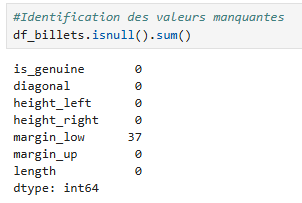 #Identification des valeurs manquantes
df_billets.isnull().sum()
is_genuine 0
diagonal 0
height_left 0
height_right 0
margin_low 37
margin_up 0
length 0
dtype: int64